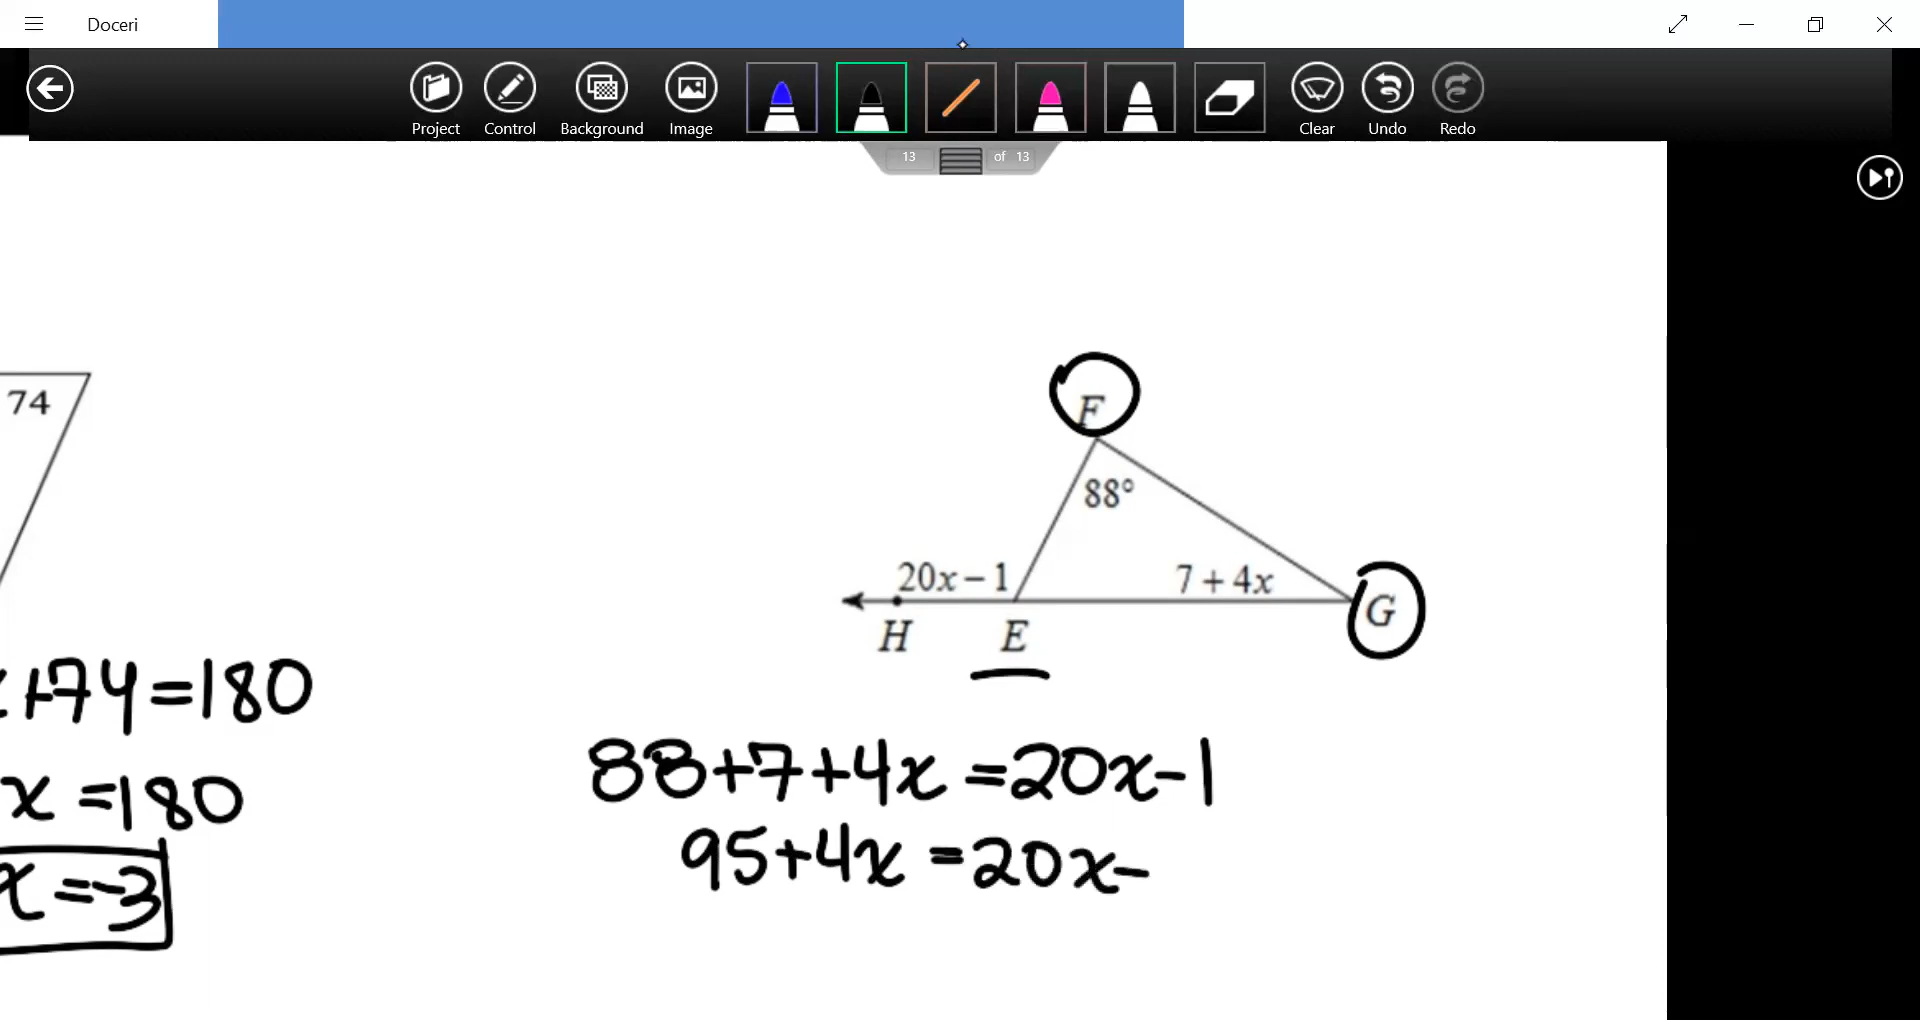 Doceri
Project Control Background Image Clear Undo Redo
13 of 13
74
F
88°
20x – 1
7 + 4x
H
E
G
+74=180
x =180
x =-3
88+7+4x =20x-1
95+4x =20x-